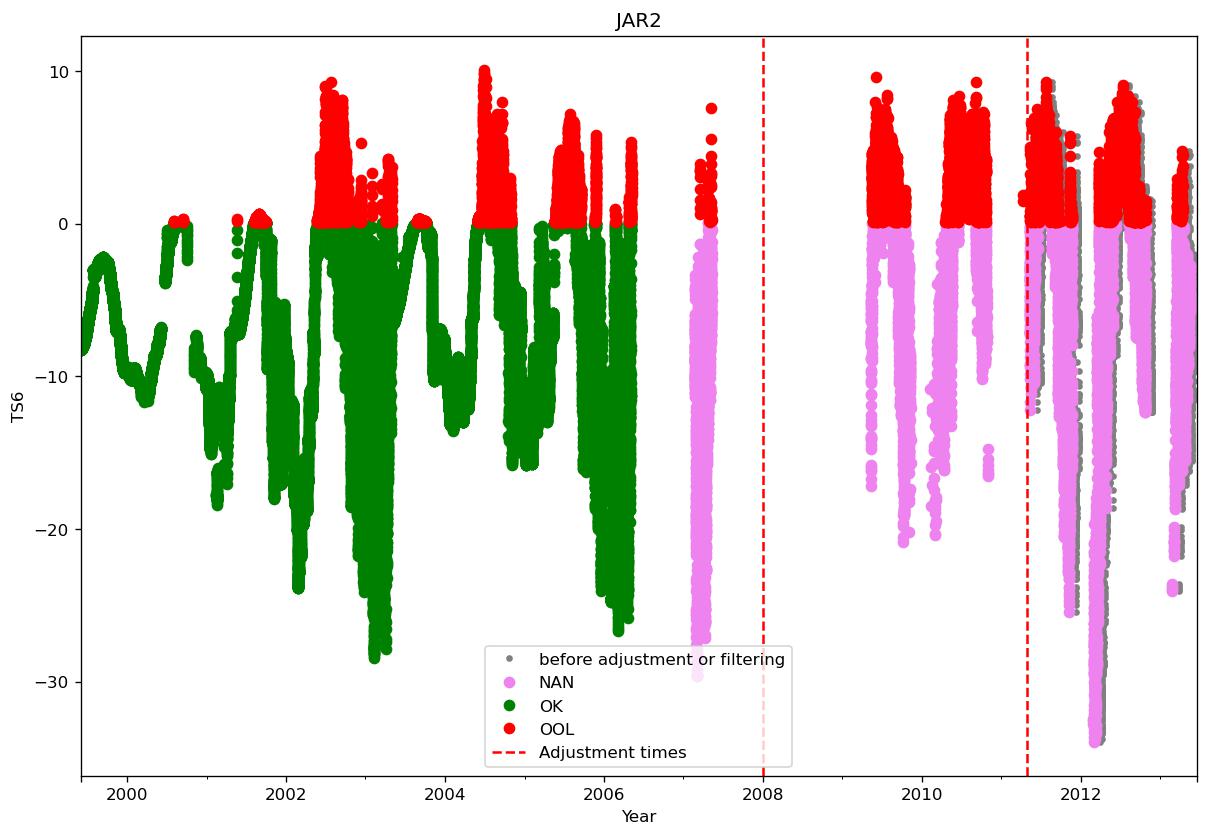 JAR2
10
0
−10
−20
−30
TS6
before adjustment or filtering
NAN
OK
OOL
Adjustment times
2000 2002 2004 2006 2008 2010 2012
Year